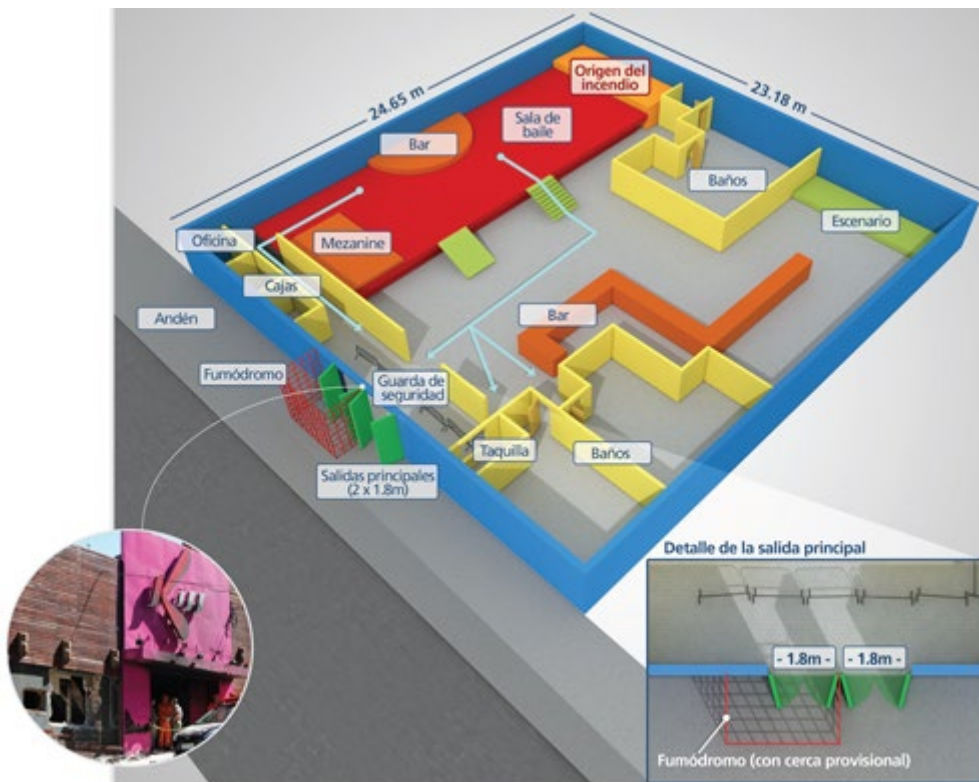 24.65 m
23.18 m
Origen del
incendio
Sala de
baile
Bar
Baños
Escenario
Oficina
Mezanine
Cajas
Andén
Bar
Fumódromo
Guarda de
seguridad
Taquilla
Baños
Salidas principales
(2 x 1.8m)
Detalle de la salida principal
- 1.8m -
- 1.8m -
Fumódromo (con cerca provisional)